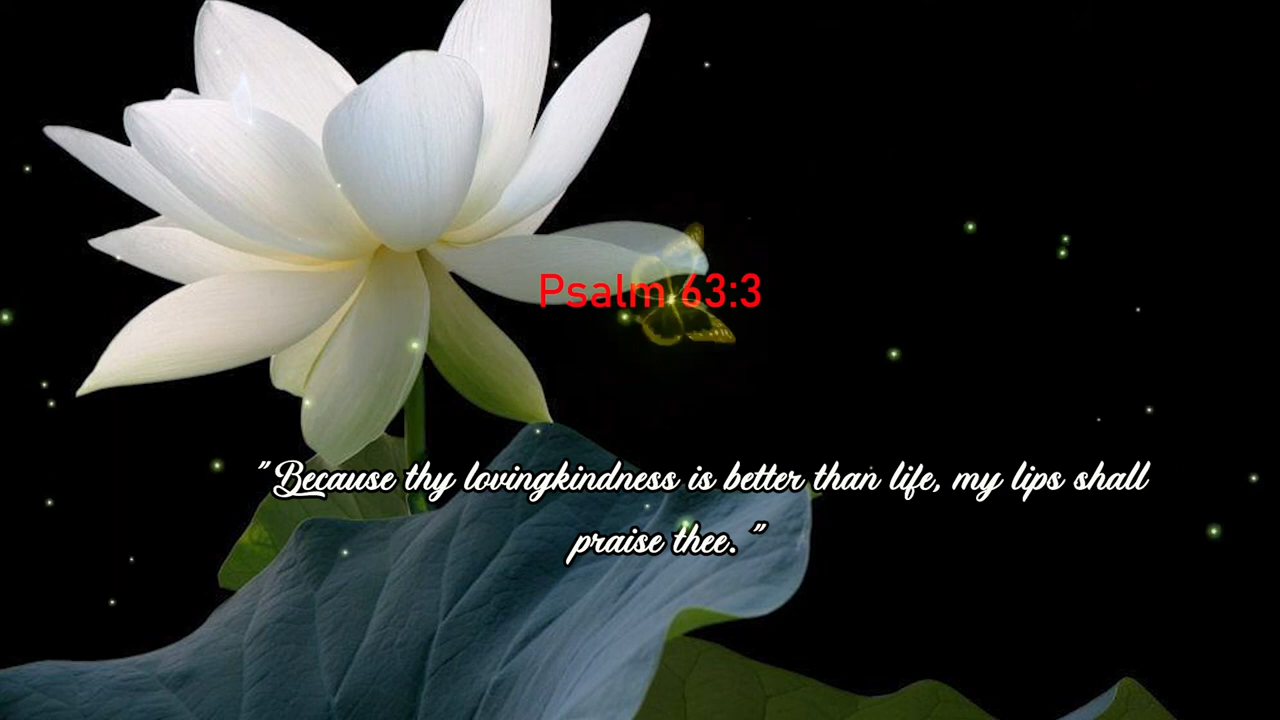 Psalm 63:3
"Because thy lovingkindness is better than life, my lips shall
praise thee. "